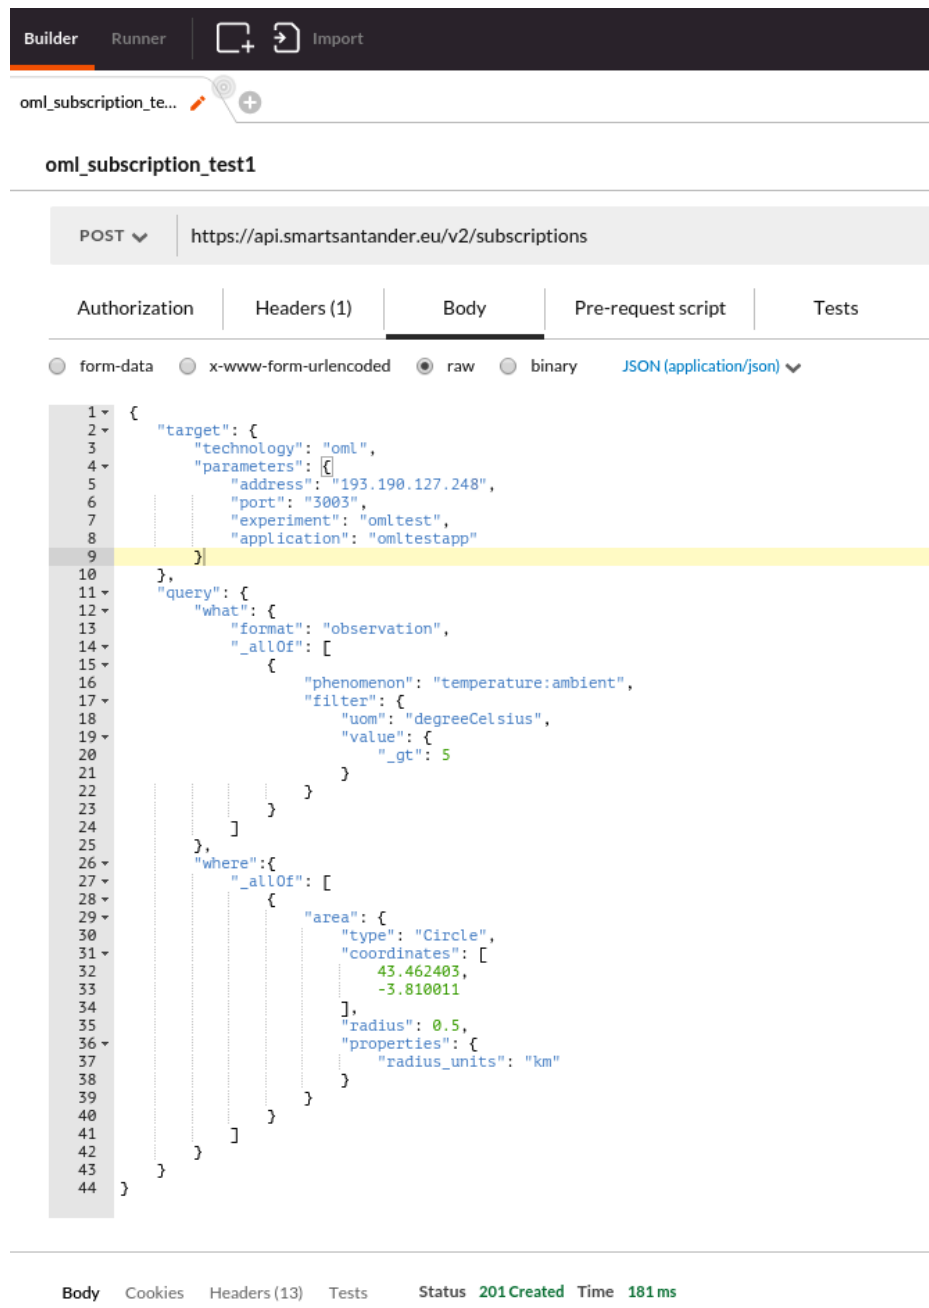 Builder Runner Import
oml_subscription_te...
oml_subscription_test1
POST https://api.smartsantander.eu/v2/subscriptions
Authorization Headers (1) Body Pre-request script Tests
form-data x-www-form-urlencoded raw binary JSON (application/json)
1 {
2 "target": {
3 "technology": "oml",
4 "parameters": {
5 "address": "193.190.127.248",
6 "port": "3003",
7 "experiment": "omltest",
8 "application": "omltestapp"
9 }
10 },
11 "query": {
12 "what": {
13 "format": "observation",
14 "_allOf": [
15 {
16 "phenomenon": "temperature:ambient",
17 "filter": {
18 "uom": "degreeCelsius",
19 "value": {
20 "_gt": 5
21 }
22 }
23 }
24 ]
25 },
26 "where":{
27 "_allOf": [
28 {
29 "area": {
30 "type": "Circle",
31 "coordinates": [
32 43.462403,
33 -3.810011
34 ],
35 "radius": 0.5,
36 "properties": {
37 "radius_units": "km"
38 }
39 }
40 }
41 ]
42 }
43 }
44 }
Body Cookies Headers (13) Tests Status 201 Created Time 181 ms